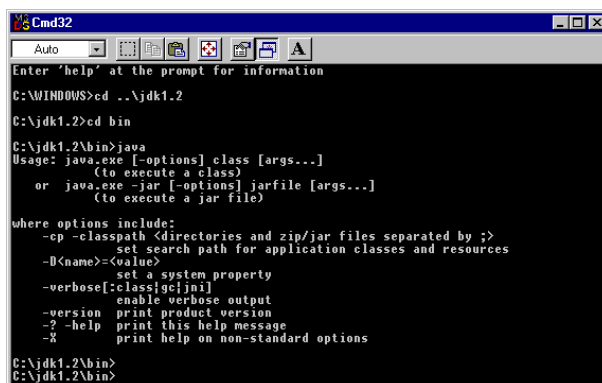 Cmd32
Auto
A
Enter 'help' at the prompt for information
C:\WINDOWS>cd ..\jdk1.2
C:\jdk1.2>cd bin
C:\jdk1.2\bin>java
Usage: java.exe [-options] class [args...]
(to execute a class)
or java.exe -jar [-options] jarfile [args...]
(to execute a jar file)
where options include:
-cp -classpath <directories and zip/jar files separated by ;>
set search path for application classes and resources
-D<name>=<value>
set a system property
-verbose[:class|gc|jni]
enable verbose output
-version print product version
-? -help print this help message
-X print help on non-standard options
C:\jdk1.2\bin>
C:\jdk1.2\bin>